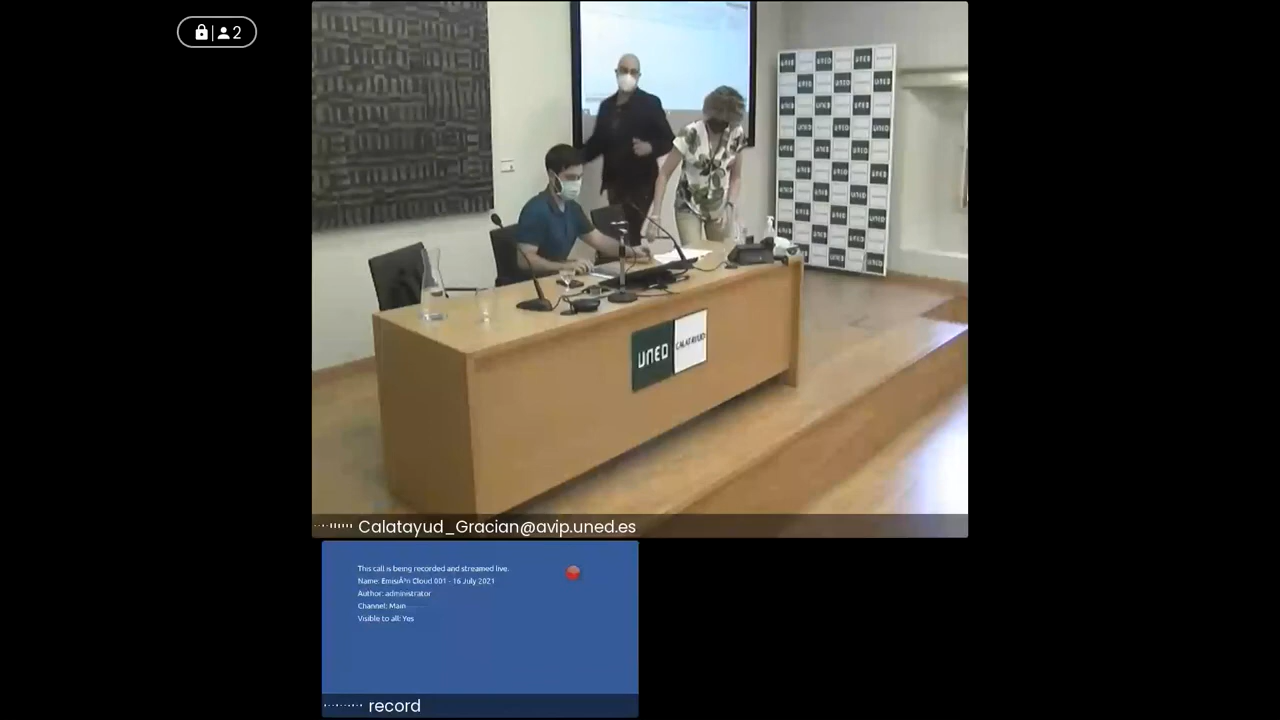 2
UNED
CALATAYUD
Calatayud_Gracian@avip.uned.es
This call is being recorded and streamed live.
Name: EmisiÃ³n Cloud 001 - 16 July 2021
Author: administrator
Channel: Main
Visible to all: Yes
record